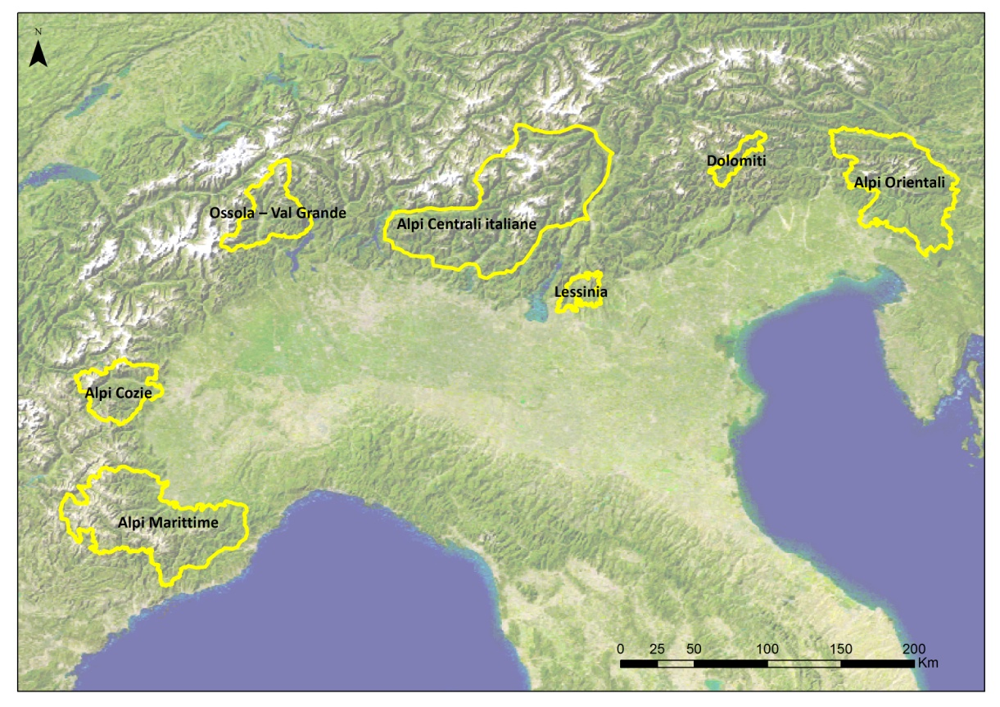 N
Dolomiti
Alpi Orientali
Ossola – Val Grande
Alpi Centrali italiane
Lessinia
Alpi Cozie
Alpi Marittime
0 25 50 100 150 200
Km